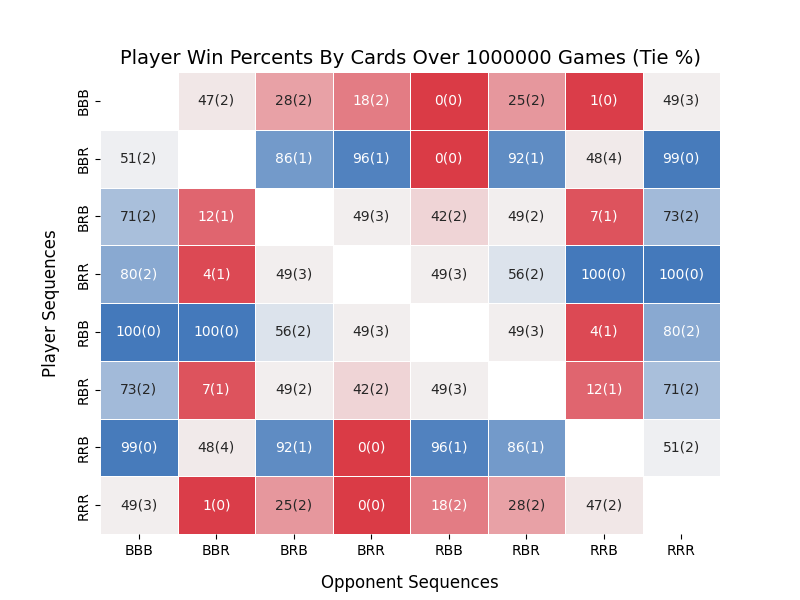 Player Win Percents By Cards Over 1000000 Games (Tie %)
Player Sequences
BBB 47(2) 28(2) 18(2) 0(0) 25(2) 1(0) 49(3)
BBR 51(2) 86(1) 96(1) 0(0) 92(1) 48(4) 99(0)
BRB 71(2) 12(1) 49(3) 42(2) 49(2) 7(1) 73(2)
BRR 80(2) 4(1) 49(3) 49(3) 56(2) 100(0) 100(0)
RBB 100(0) 100(0) 56(2) 49(3) 49(3) 4(1) 80(2)
RBR 73(2) 7(1) 49(2) 42(2) 49(3) 12(1) 71(2)
RRB 99(0) 48(4) 92(1) 0(0) 96(1) 86(1) 51(2)
RRR 49(3) 1(0) 25(2) 0(0) 18(2) 28(2) 47(2)
BBB BBR BRB BRR RBB RBR RRB RRR
Opponent Sequences